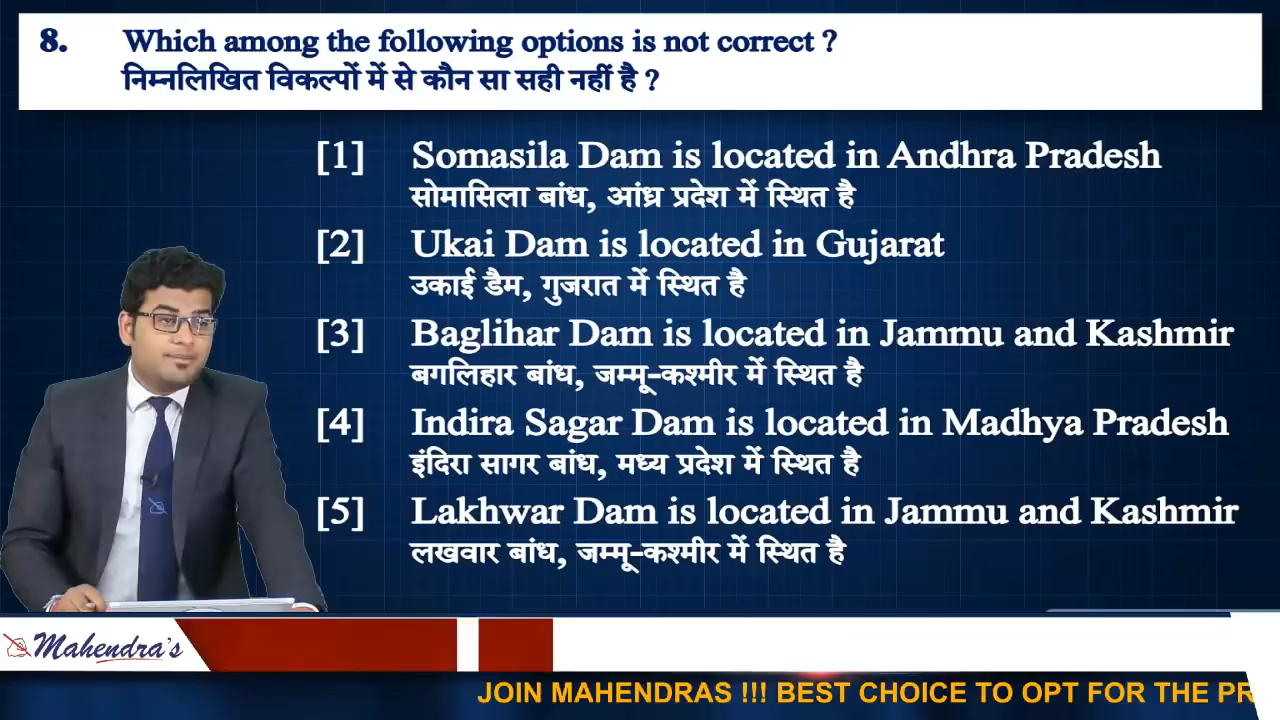 8. Which among the following options is not correct ?
निम्नलिखित विकल्पों में से कौन सा सही नहीं है ?
[1] Somasila Dam is located in Andhra Pradesh
सोमासिला बांध, आंध्र प्रदेश में स्थित है
[2] Ukai Dam is located in Gujarat
उकाई डैम, गुजरात में स्थित है
[3] Baglihar Dam is located in Jammu and Kashmir
बगलिहार बांध, जम्मू-कश्मीर में स्थित है
[4] Indira Sagar Dam is located in Madhya Pradesh
इंदिरा सागर बांध, मध्य प्रदेश में स्थित है
[5] Lakhwar Dam is located in Jammu and Kashmir
लखवार बांध, जम्मू-कश्मीर में स्थित है
Mahendra's
JOIN MAHENDRAS !!! BEST CHOICE TO OPT FOR THE PR